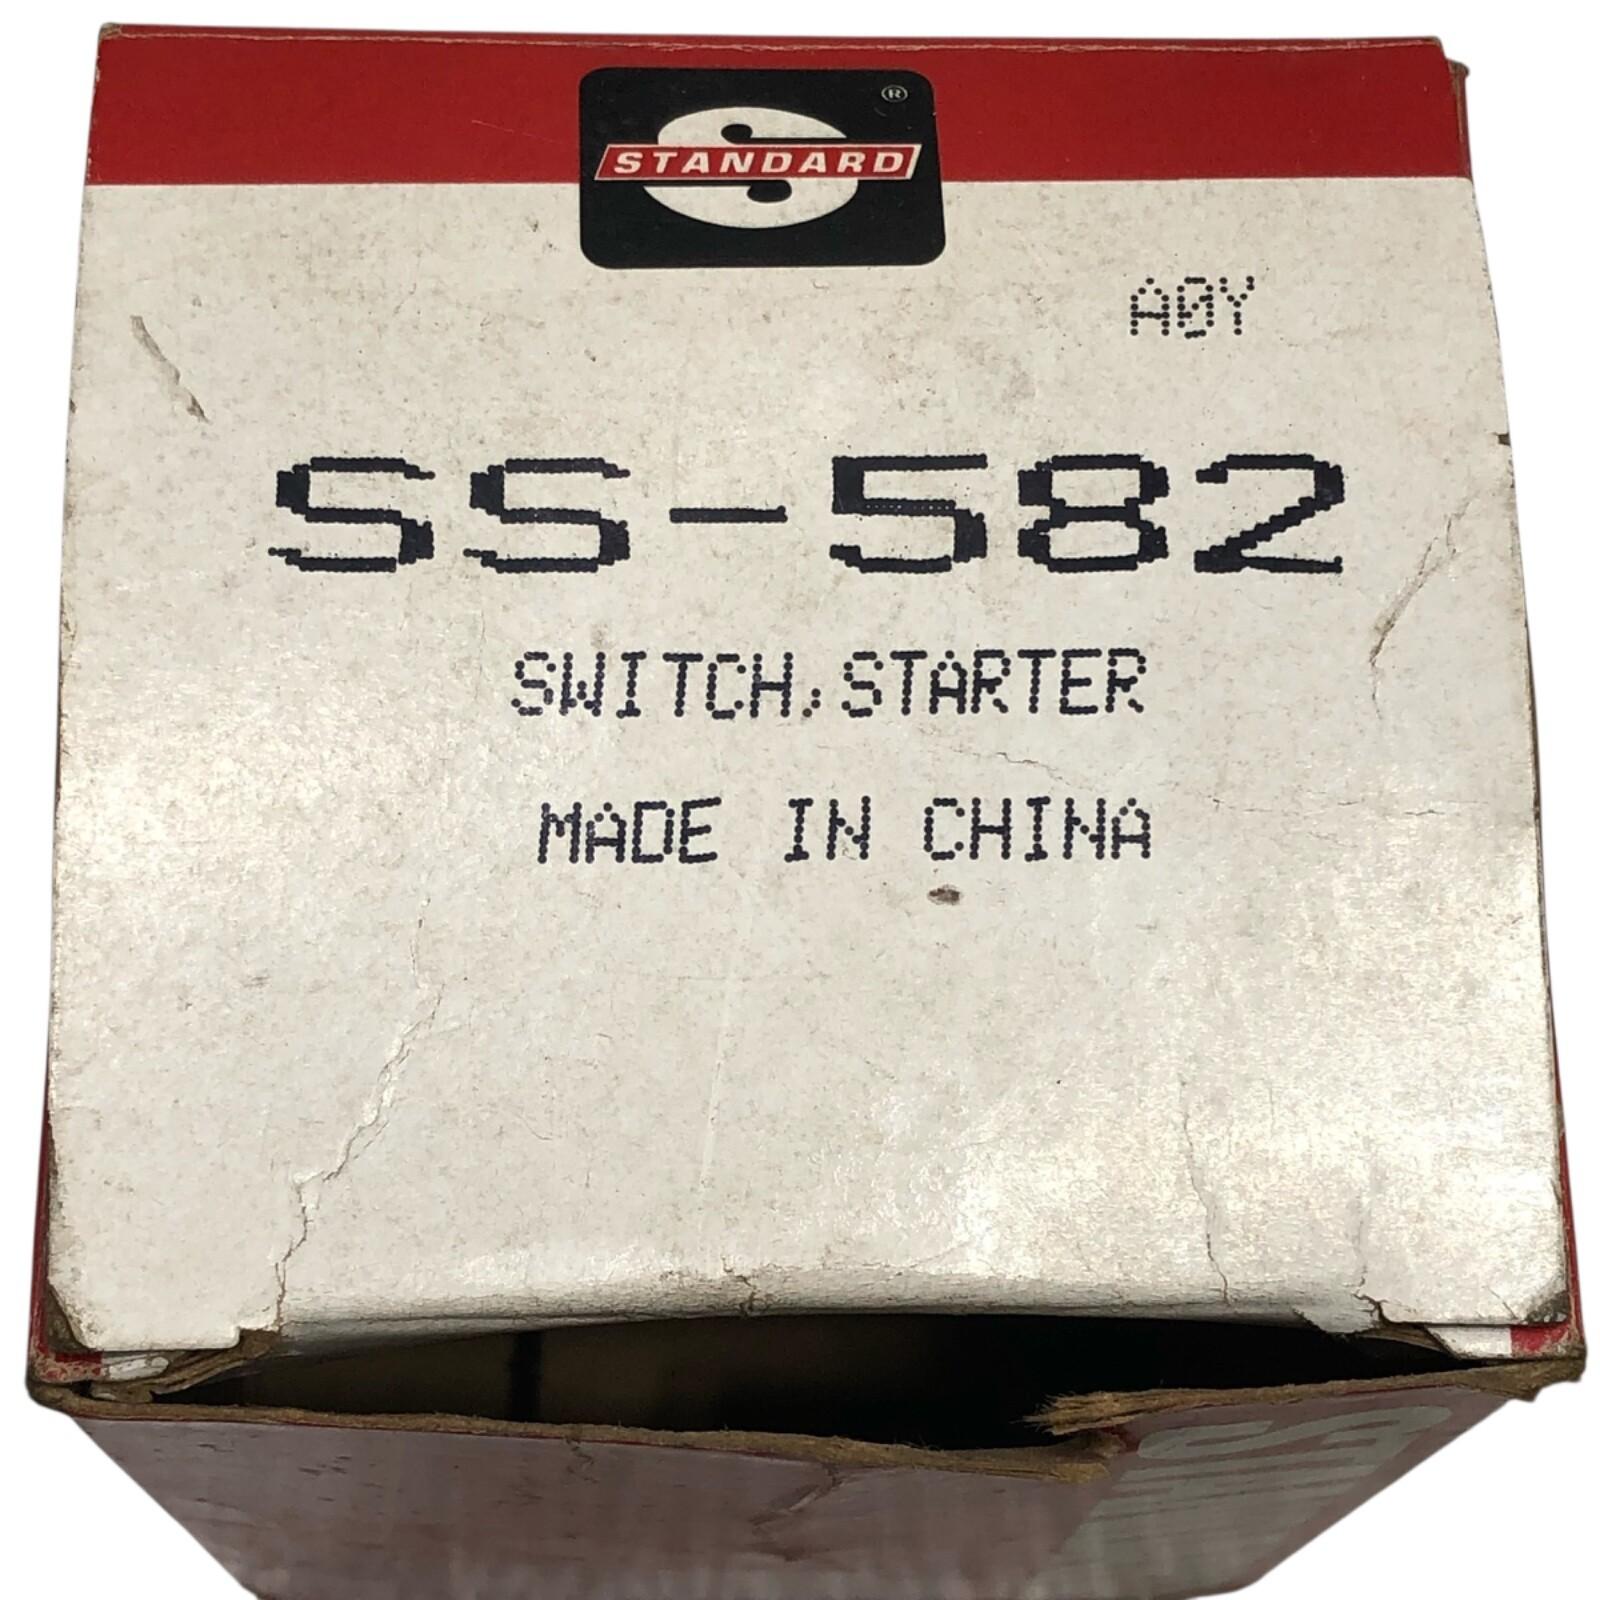 STANDARD ®
A0Y
SS-582
SWITCH,STARTER
MADE IN CHINA